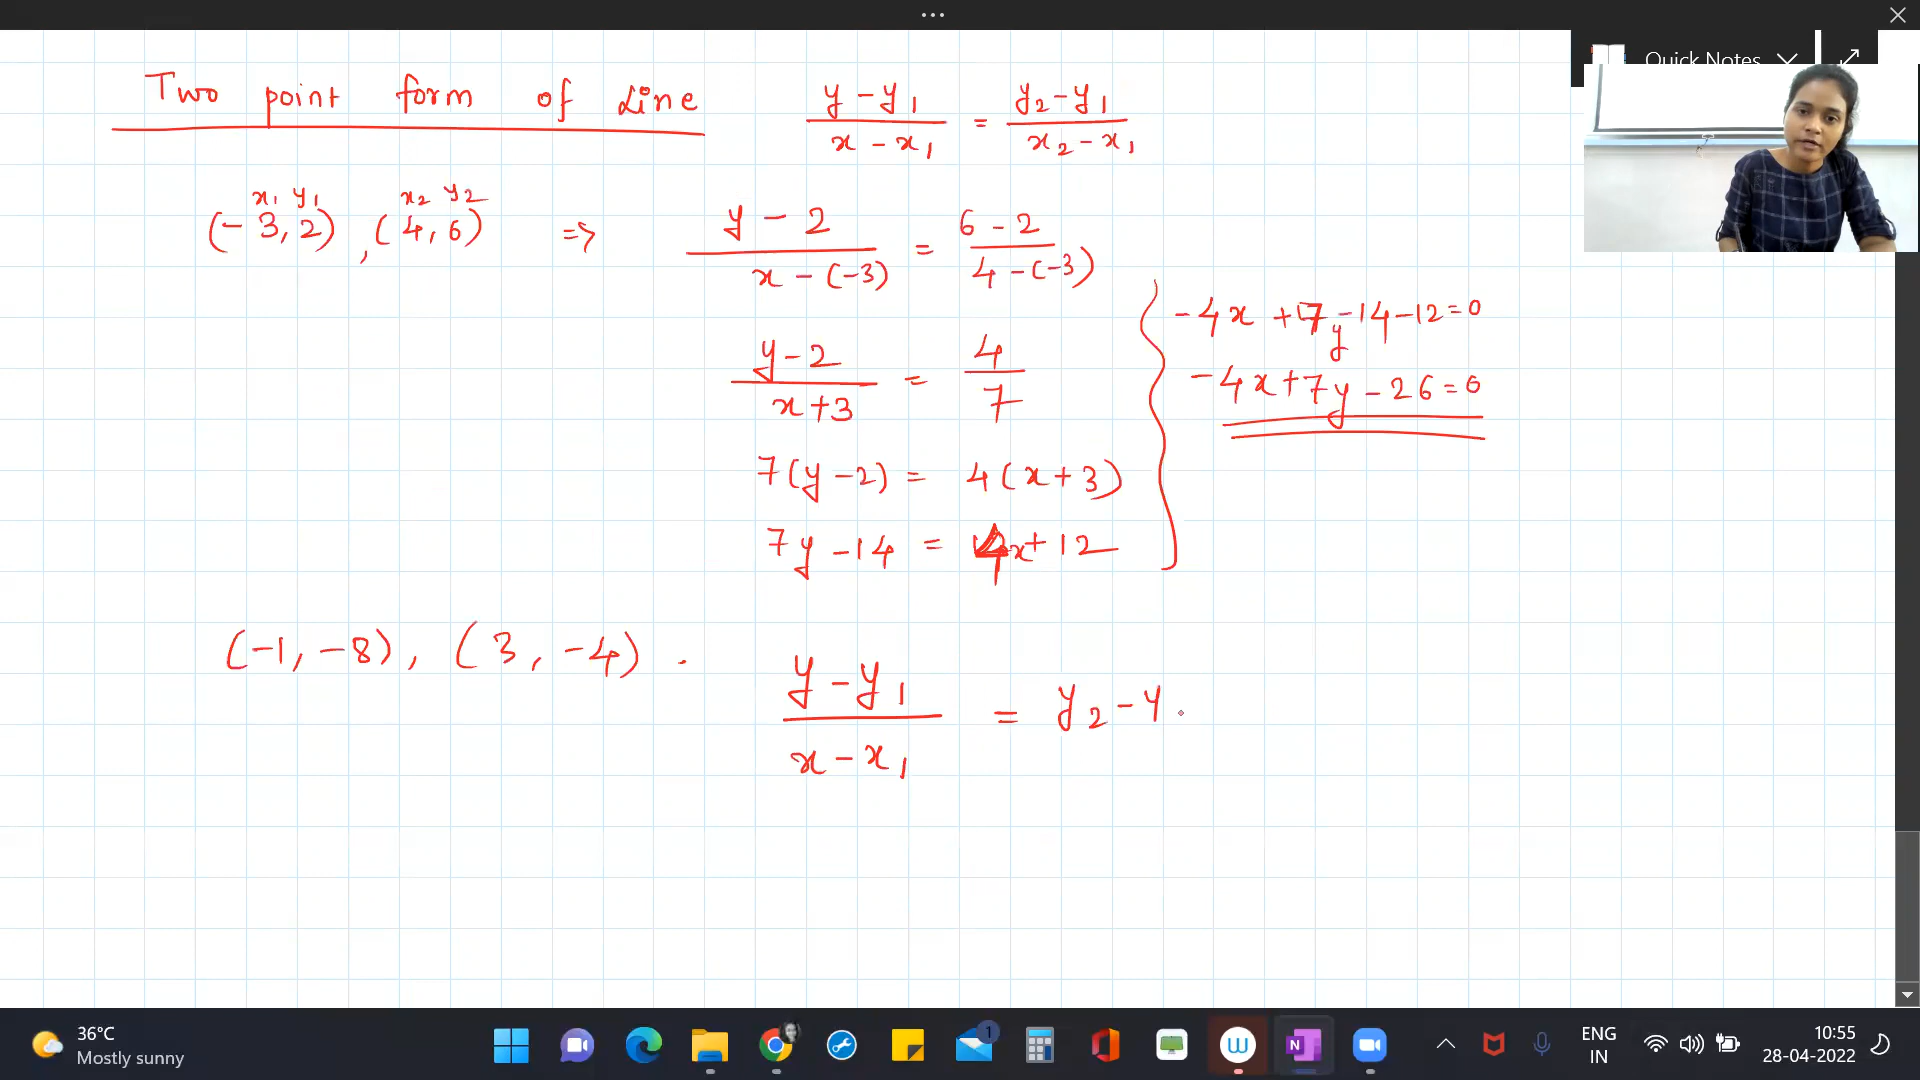 Quick Notes
Two point form of Line
y - y₁ / x - x₁ = y₂ - y₁ / x₂ - x₁
x₁ y₁ x₂ y₂
(-3, 2), (4, 6) => y - 2 / x - (-3) = 6 - 2 / 4 - (-3)
y - 2 / x + 3 = 4 / 7
7(y - 2) = 4(x + 3)
7y - 14 = 4x + 12
-4x + 7y - 14 - 12 = 0
-4x + 7y - 26 = 0
(-1, -8), (3, -4).
y - y₁ / x - x₁ = y₂ - y
36°C
Mostly sunny
1
ENG
IN
10:55
28-04-2022